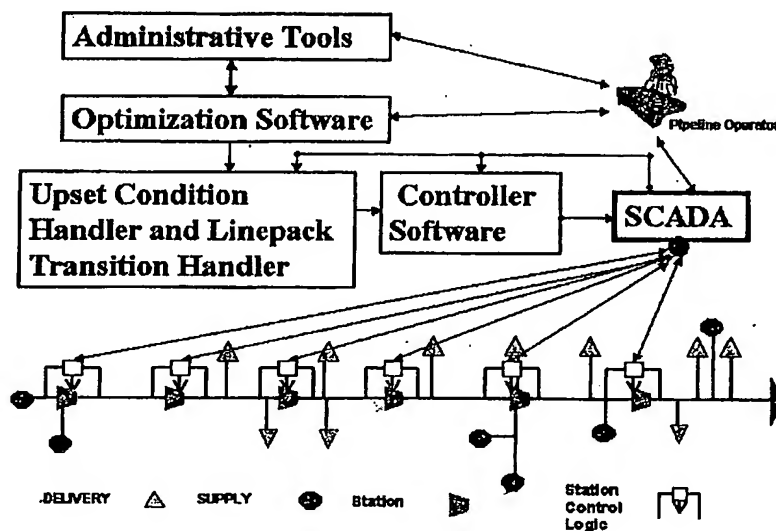 Administrative Tools
Pipeline Operator
Optimization Software
Upset Condition
Handler and Linepack
Transition Handler
Controller
Software
SCADA
DELIVERY
SUPPLY
Station
Station
Control
Logic